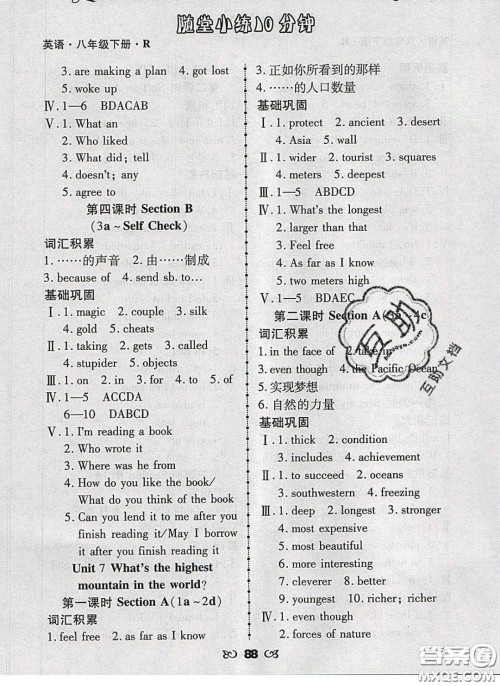 随堂小练10分钟
英语·八年级下册·R
3. are making a plan 4. got lost
5. woke up
Ⅳ. 1—6 BDACAB
Ⅴ. 1. What an
2. Who liked
3. What did; tell
4. doesn't; any
5. agree to
第四课时 Section B
(3a ~ Self Check)
词汇积累
1. ……的声音 2. 由……制成
3. because of 4. send sb. to…
基础巩固
Ⅰ. 1. magic 2. couple 3. silk
4. gold 5. cheats
Ⅱ. 1. taking 2. gets 3. called
4. stupider 5. objects
Ⅲ. 1. on 2. in 3. for 4. to 5. to
Ⅳ. 1—5 ACCDA
6—10 DABCD
Ⅴ. 1. I'm reading a book
2. Who wrote it
3. Where was he from
4. How do you like the book/
What do you think of the book
5. Can you lend it to me after you
finish reading it/May I borrow
it after you finish reading it
Unit 7 What's the highest
mountain in the world?
第一课时 Section A(1a ~ 2d)
词汇积累
1. feel free 2. as far as I know
3. 正如你所看到的那样
4. ……的人口数量
基础巩固
Ⅰ. 1. protect 2. ancient 3. desert
4. Asia 5. wall
Ⅱ. 1. wider 2. tourist 3. squares
4. meters 5. deepest
Ⅲ. 1—5 ABDCD
Ⅳ. 1. What's the longest
2. larger than that
3. Feel free
4. As far as I know
5. two meters high
Ⅴ. 1—5 BDAEC
第二课时 Section A(3a ~ 4c)
词汇积累
1. in the face of 2. take in
3. even though 4. the Pacific Ocean
5. 实现梦想
6. 自然的力量
基础巩固
Ⅰ. 1. thick 2. condition
3. includes 4. achievement
Ⅱ. 1. to succeed 2. oceans
3. southwestern 4. freezing
Ⅲ. 1. deep 2. longest 3. stronger
4. most expensive
5. most beautiful
6. more interesting
7. cleverer 8. better
9. youngest 10. richer; richer
Ⅳ. 1. even though
2. forces of nature
88
互助
互助文档
答案圈
MXQE.COM